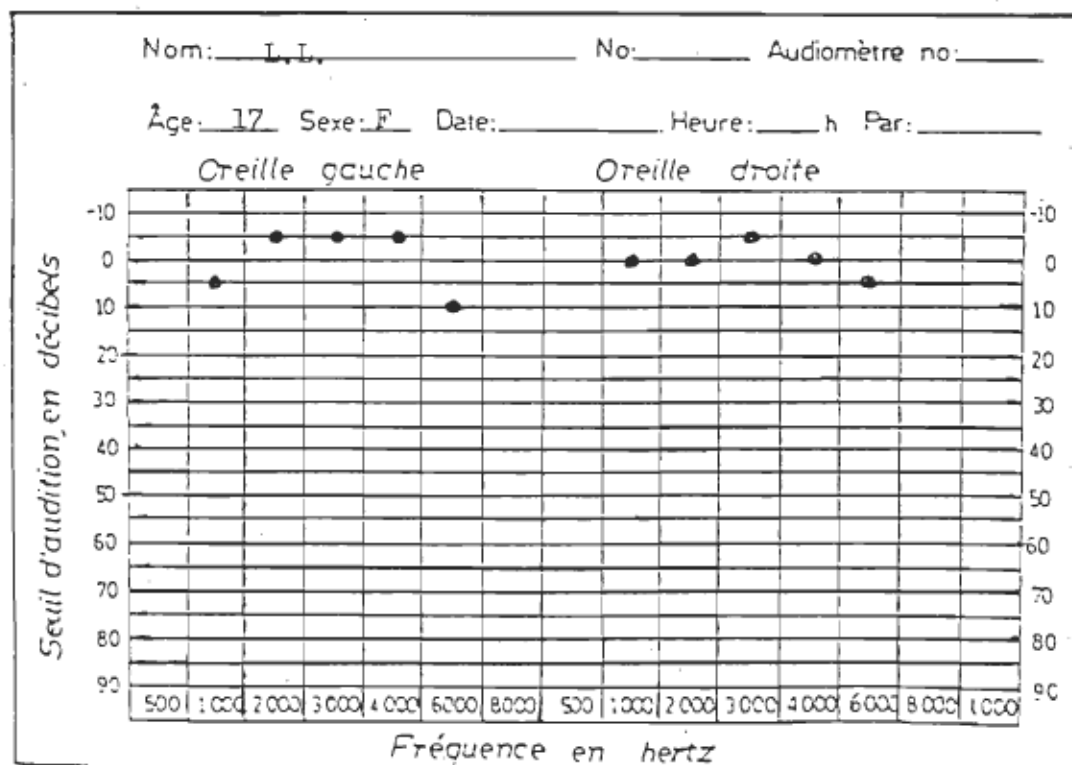 Nom: L.L. No: Audiomètre no:
Âge: 17 Sexe: F Date: Heure: h Par:
Oreille gauche Oreille droite
-10 -10
0 0
10 10
20 20
30 30
40 40
50 50
60 60
70 70
80 80
90 90
Seuil d'audition, en décibels
500 1000 2000 3000 4000 6000 8000 500 1000 2000 3000 4000 6000 8000 1000
Fréquence en hertz